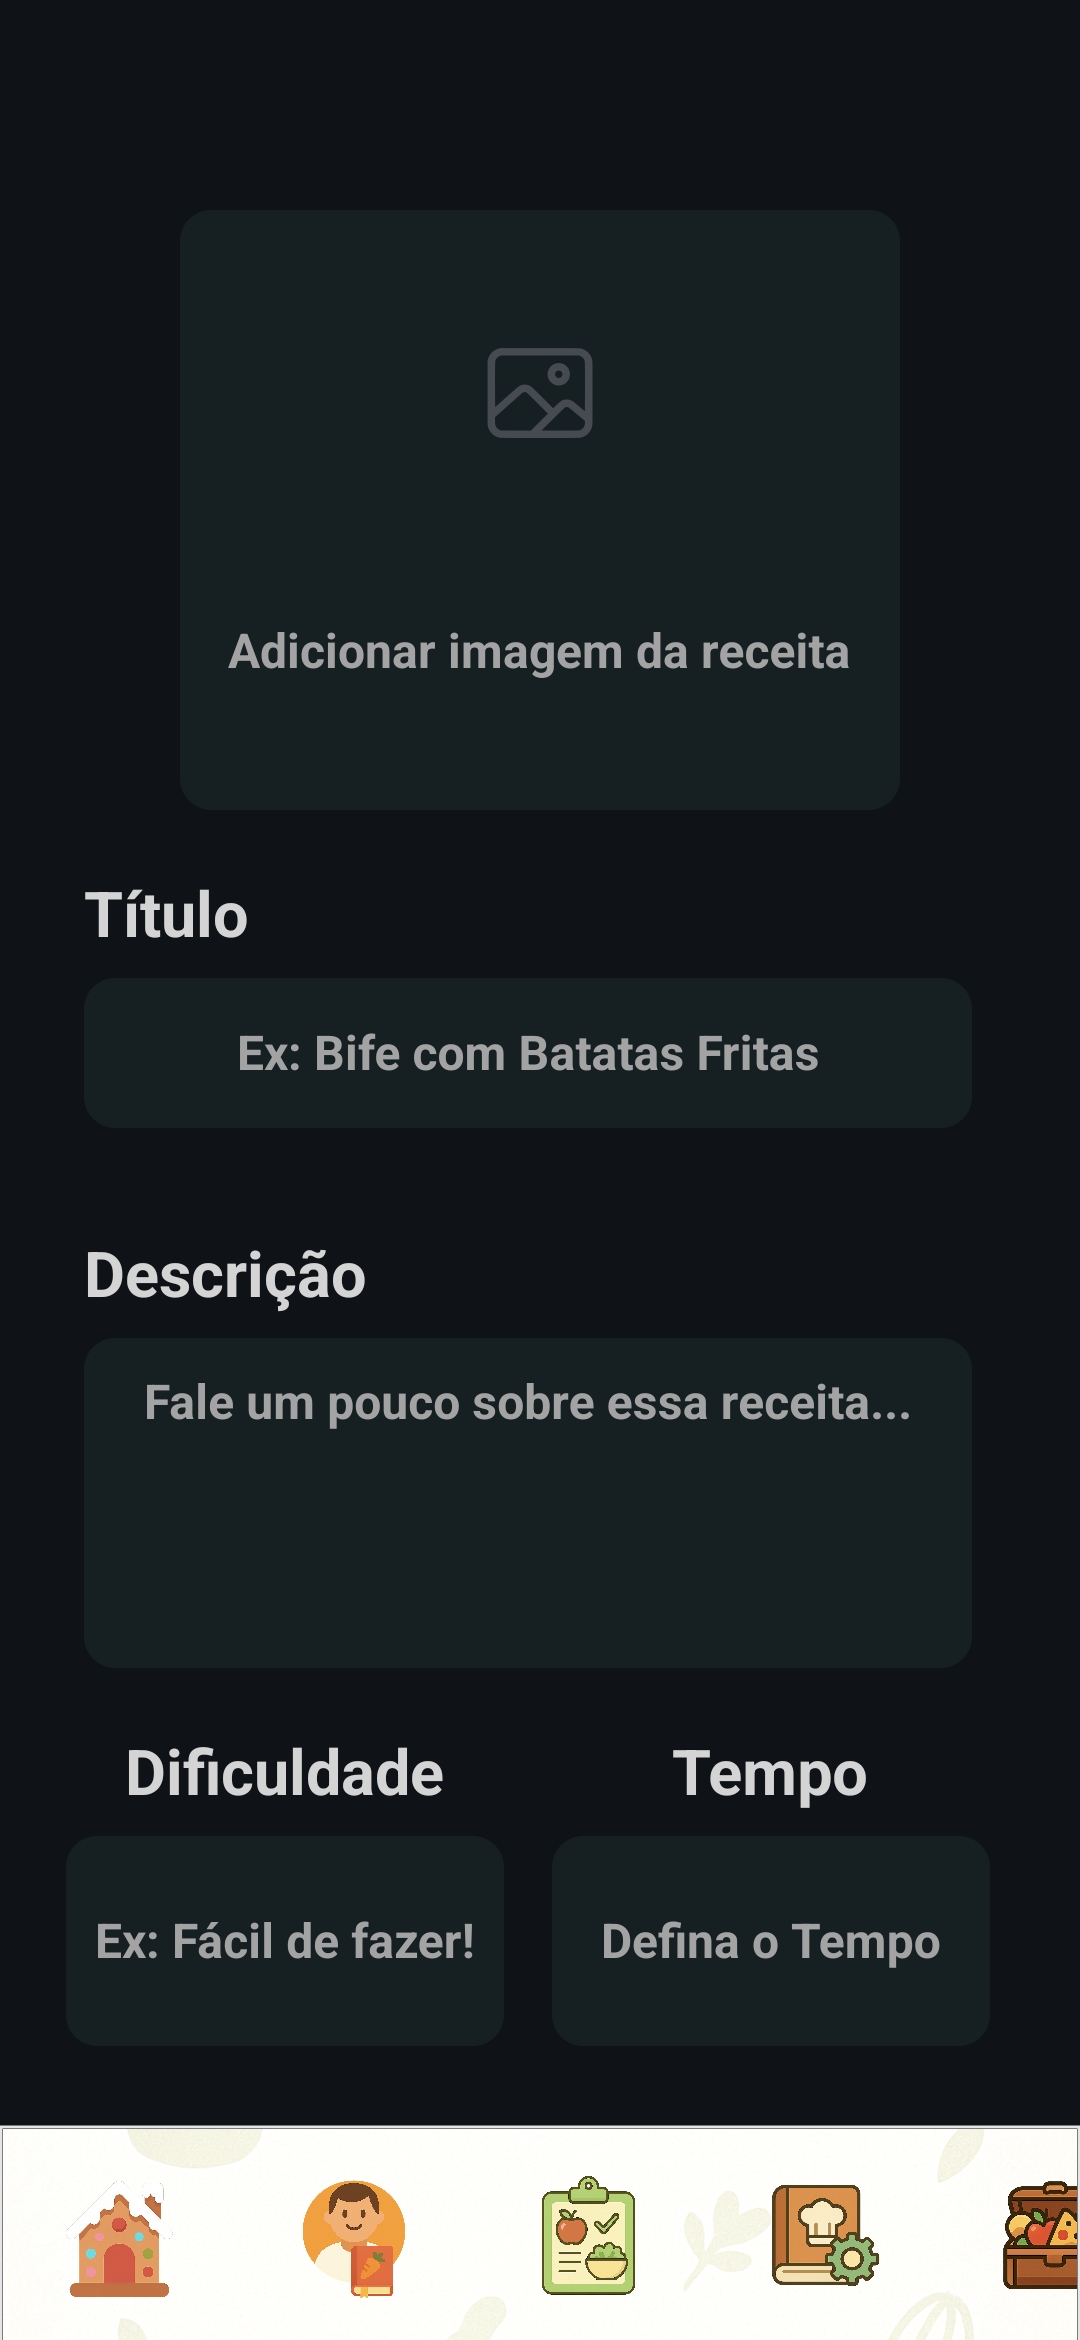 Adicionar imagem da receita
Título
Ex: Bife com Batatas Fritas
Descrição
Fale um pouco sobre essa receita...
Dificuldade
Tempo
Ex: Fácil de fazer!
Defina o Tempo